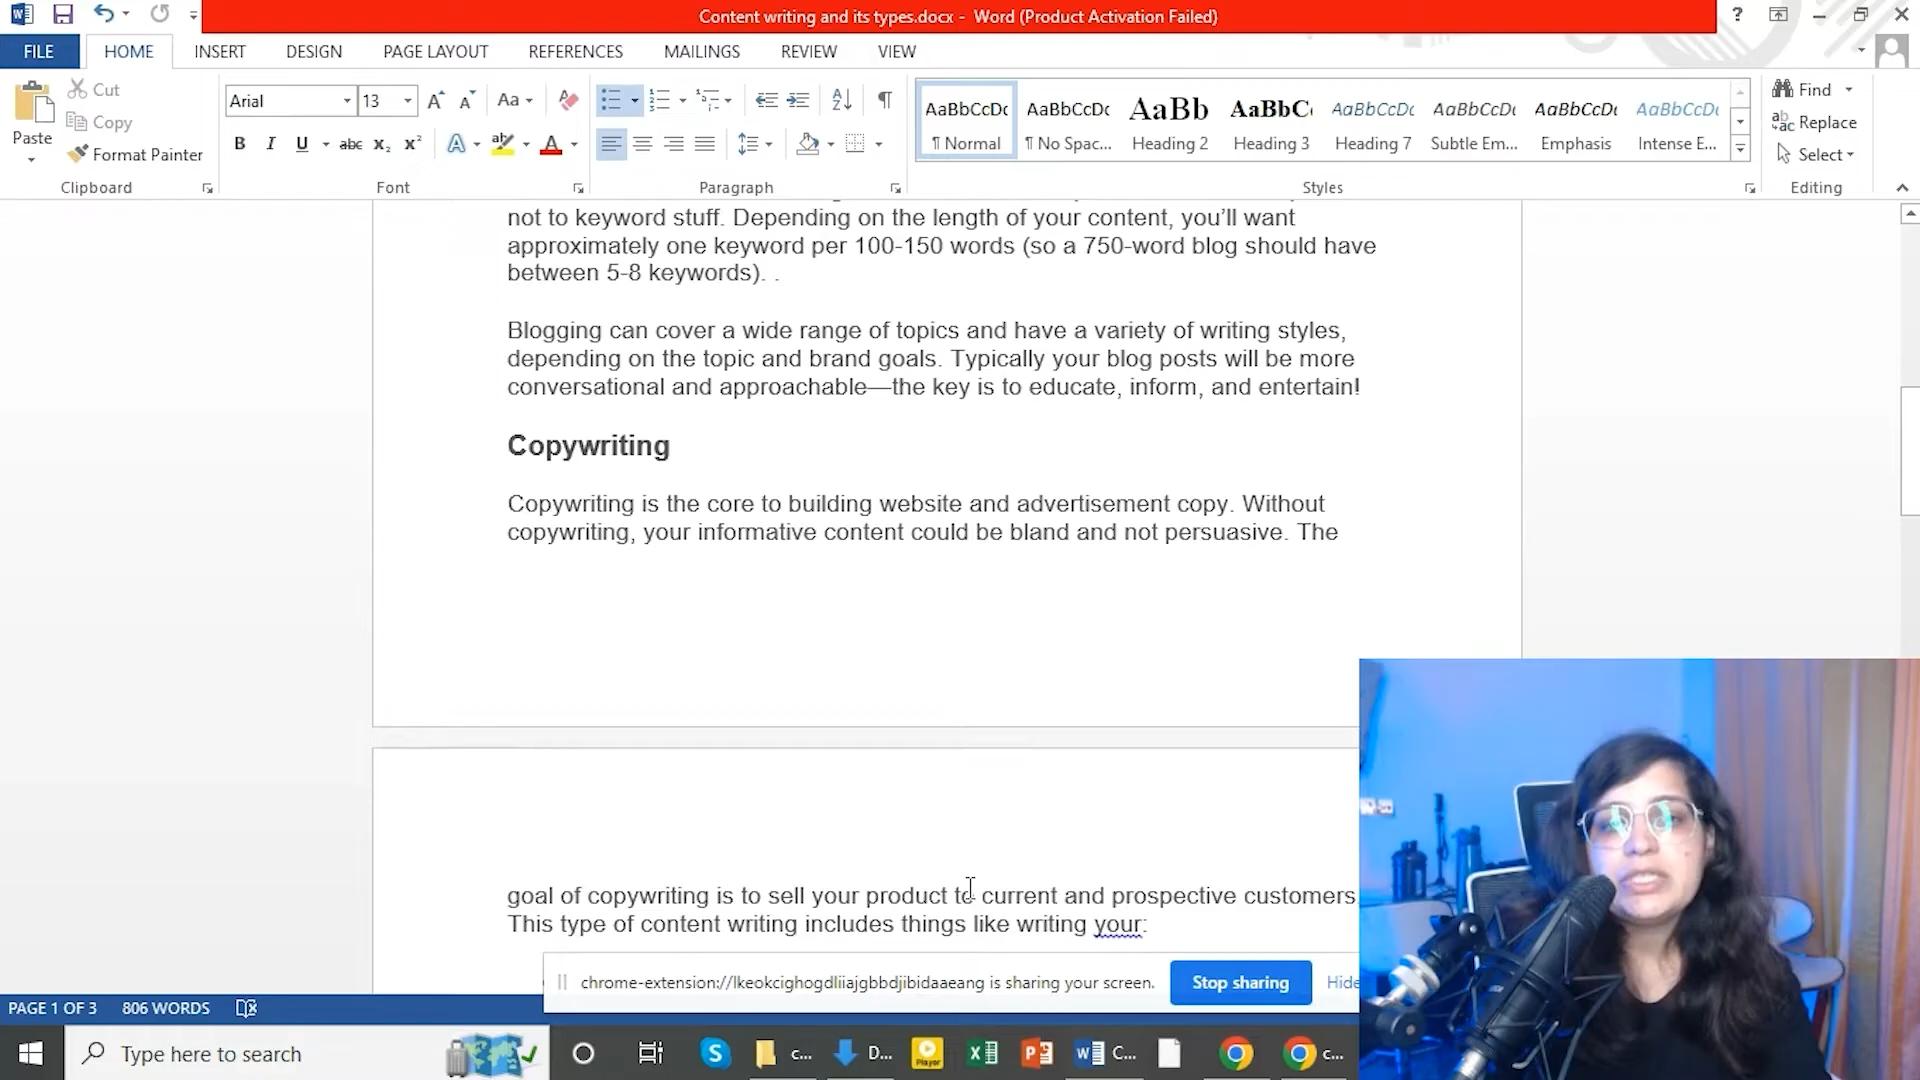 Content writing and its types.docx - Word (Product Activation Failed)
?
FILE HOME INSERT DESIGN PAGE LAYOUT REFERENCES MAILINGS REVIEW VIEW
Paste
Cut
Copy
Format Painter
Clipboard
Arial 13
Aa
B I U abc x₂ x² A ab A
Font
Paragraph
AaBbCcDc AaBbCcDc AaBb AaBbC AaBbCcDc AaBbCcDt AaBbCcDt AaBbCcDt
¶ Normal ¶ No Spac... Heading 2 Heading 3 Heading 7 Subtle Em... Emphasis Intense E...
Styles
Find
Replace
Select
Editing
not to keyword stuff. Depending on the length of your content, you’ll want
approximately one keyword per 100-150 words (so a 750-word blog should have
between 5-8 keywords). .
Blogging can cover a wide range of topics and have a variety of writing styles,
depending on the topic and brand goals. Typically your blog posts will be more
conversational and approachable—the key is to educate, inform, and entertain!
Copywriting
Copywriting is the core to building website and advertisement copy. Without
copywriting, your informative content could be bland and not persuasive. The
goal of copywriting is to sell your product to current and prospective customers.
This type of content writing includes things like writing your:
chrome-extension://lkeokcighogdliiajgbbdjibidaaeang is sharing your screen. Stop sharing Hide
PAGE 1 OF 3 806 WORDS
Type here to search
c... D... Player C... c...